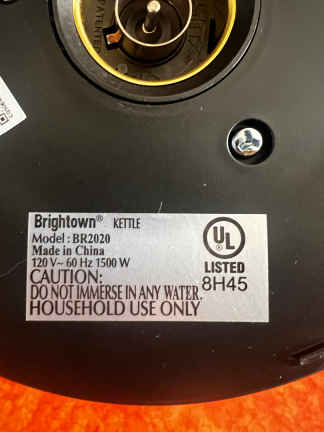 Brightown® KETTLE
Model : BR2020
Made in China
120 V~ 60 Hz 1500 W
CAUTION:
DO NOT IMMERSE IN ANY WATER.
HOUSEHOLD USE ONLY
UL
®
LISTED
8H45